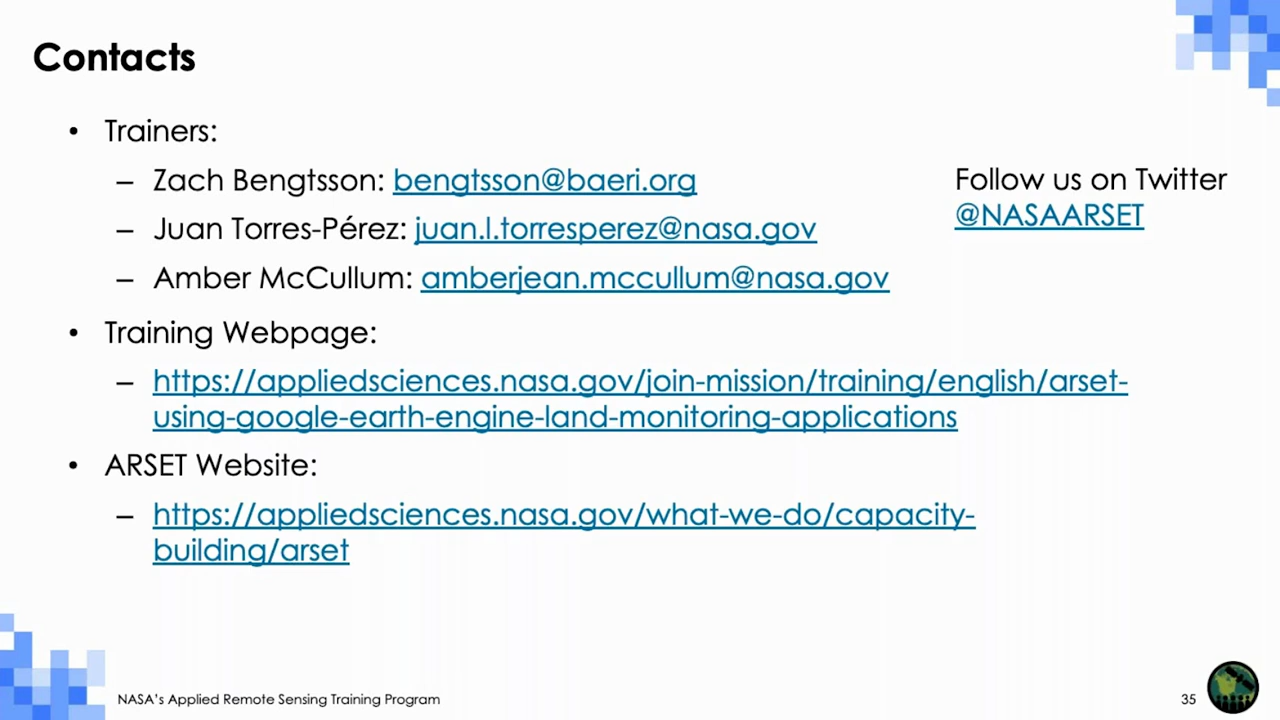 Contacts
• Trainers:
– Zach Bengtsson: bengtsson@baeri.org
– Juan Torres-Pérez: juan.l.torresperez@nasa.gov
– Amber McCullum: amberjean.mccullum@nasa.gov
Follow us on Twitter
@NASAARSET
• Training Webpage:
– https://appliedsciences.nasa.gov/join-mission/training/english/arset-
using-google-earth-engine-land-monitoring-applications
• ARSET Website:
– https://appliedsciences.nasa.gov/what-we-do/capacity-
building/arset
NASA's Applied Remote Sensing Training Program
35